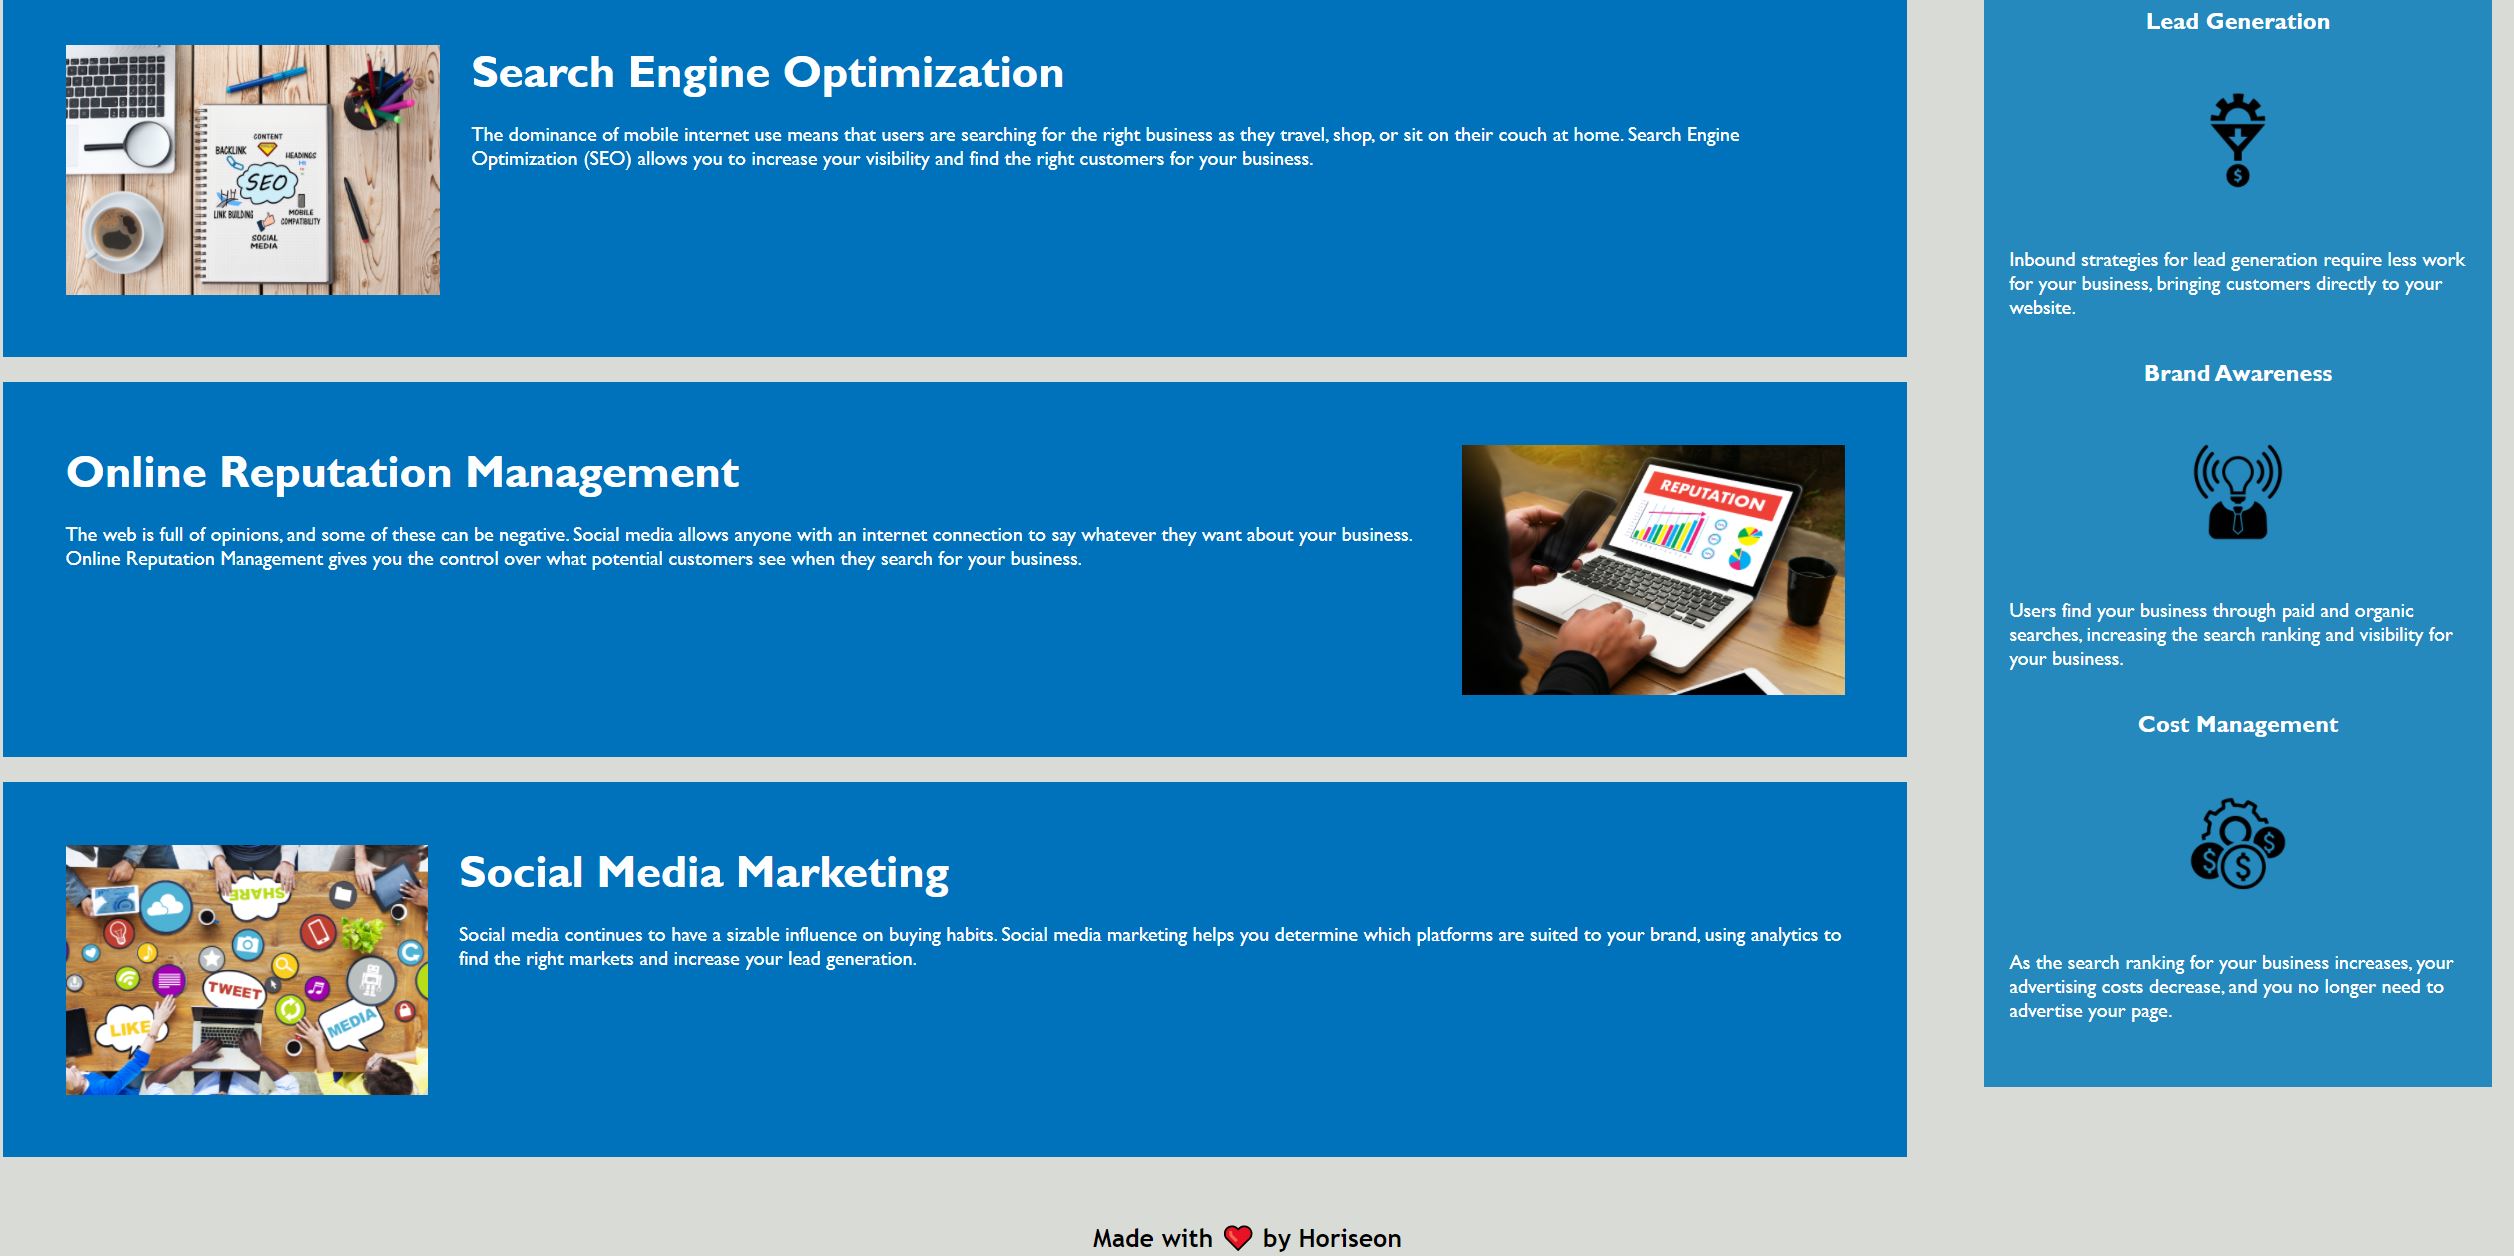 Search Engine Optimization
The dominance of mobile internet use means that users are searching for the right business as they travel, shop, or sit on their couch at home. Search Engine
Optimization (SEO) allows you to increase your visibility and find the right customers for your business.
CONTENT
BACKLINK
HEADINGS
SEO
LINK BUILDING
MOBILE
COMPATIBILITY
SOCIAL
MEDIA
Online Reputation Management
The web is full of opinions, and some of these can be negative. Social media allows anyone with an internet connection to say whatever they want about your business.
Online Reputation Management gives you the control over what potential customers see when they search for your business.
REPUTATION
Social Media Marketing
Social media continues to have a sizable influence on buying habits. Social media marketing helps you determine which platforms are suited to your brand, using analytics to
find the right markets and increase your lead generation.
SHARE
TWEET
LIKE
MEDIA
Lead Generation
$
Inbound strategies for lead generation require less work
for your business, bringing customers directly to your
website.
Brand Awareness
Users find your business through paid and organic
searches, increasing the search ranking and visibility for
your business.
Cost Management
$ $ $
As the search ranking for your business increases, your
advertising costs decrease, and you no longer need to
advertise your page.
Made with ❤️ by Horiseon